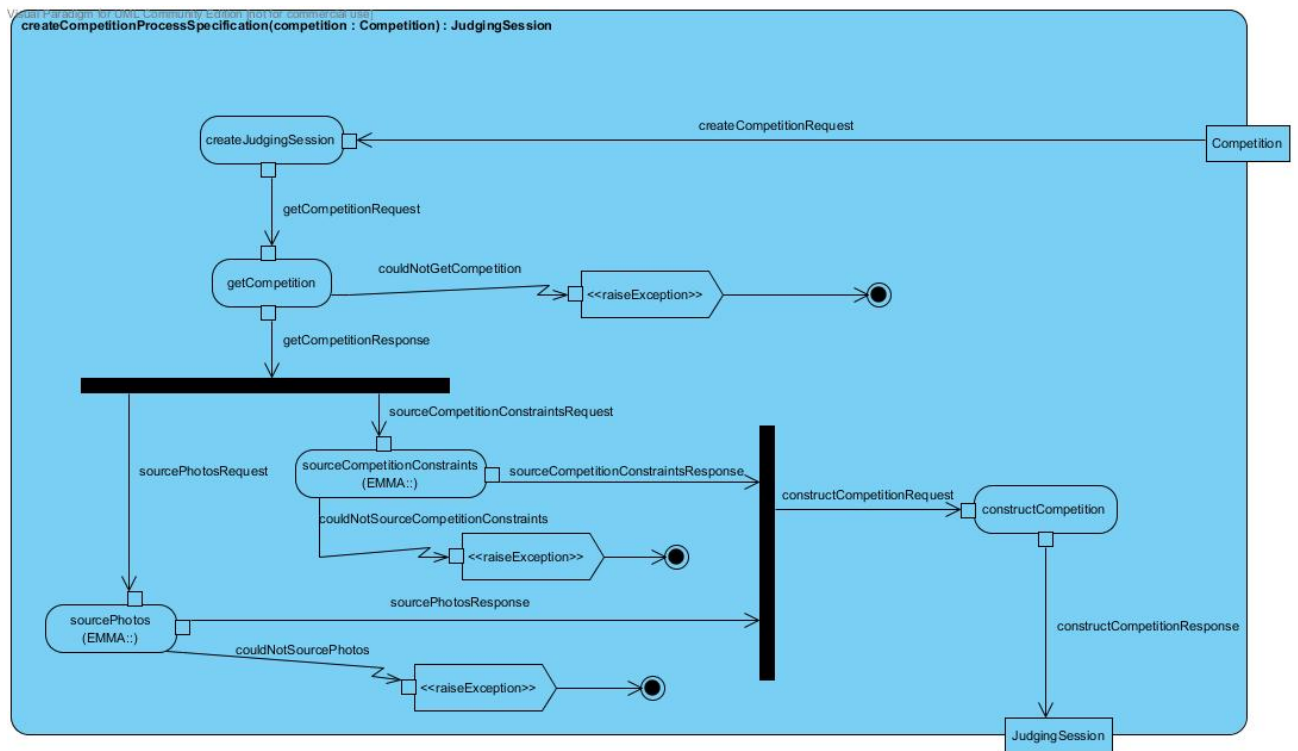 Visual Paradigm for UML Community Edition [not for commercial use]
createCompetitionProcessSpecification(competition : Competition) : JudgingSession
createCompetitionRequest
createJudgingSession
Competition
getCompetitionRequest
couldNotGetCompetition
getCompetition
<<raiseException>>
getCompetitionResponse
sourceCompetitionConstraintsRequest
sourcePhotosRequest
sourceCompetitionConstraints
(EMMA::)
sourceCompetitionConstraintsResponse
constructCompetitionRequest
constructCompetition
couldNotSourceCompetitionConstraints
<<raiseException>>
sourcePhotosResponse
sourcePhotos
(EMMA::)
constructCompetitionResponse
couldNotSourcePhotos
<<raiseException>>
JudgingSession